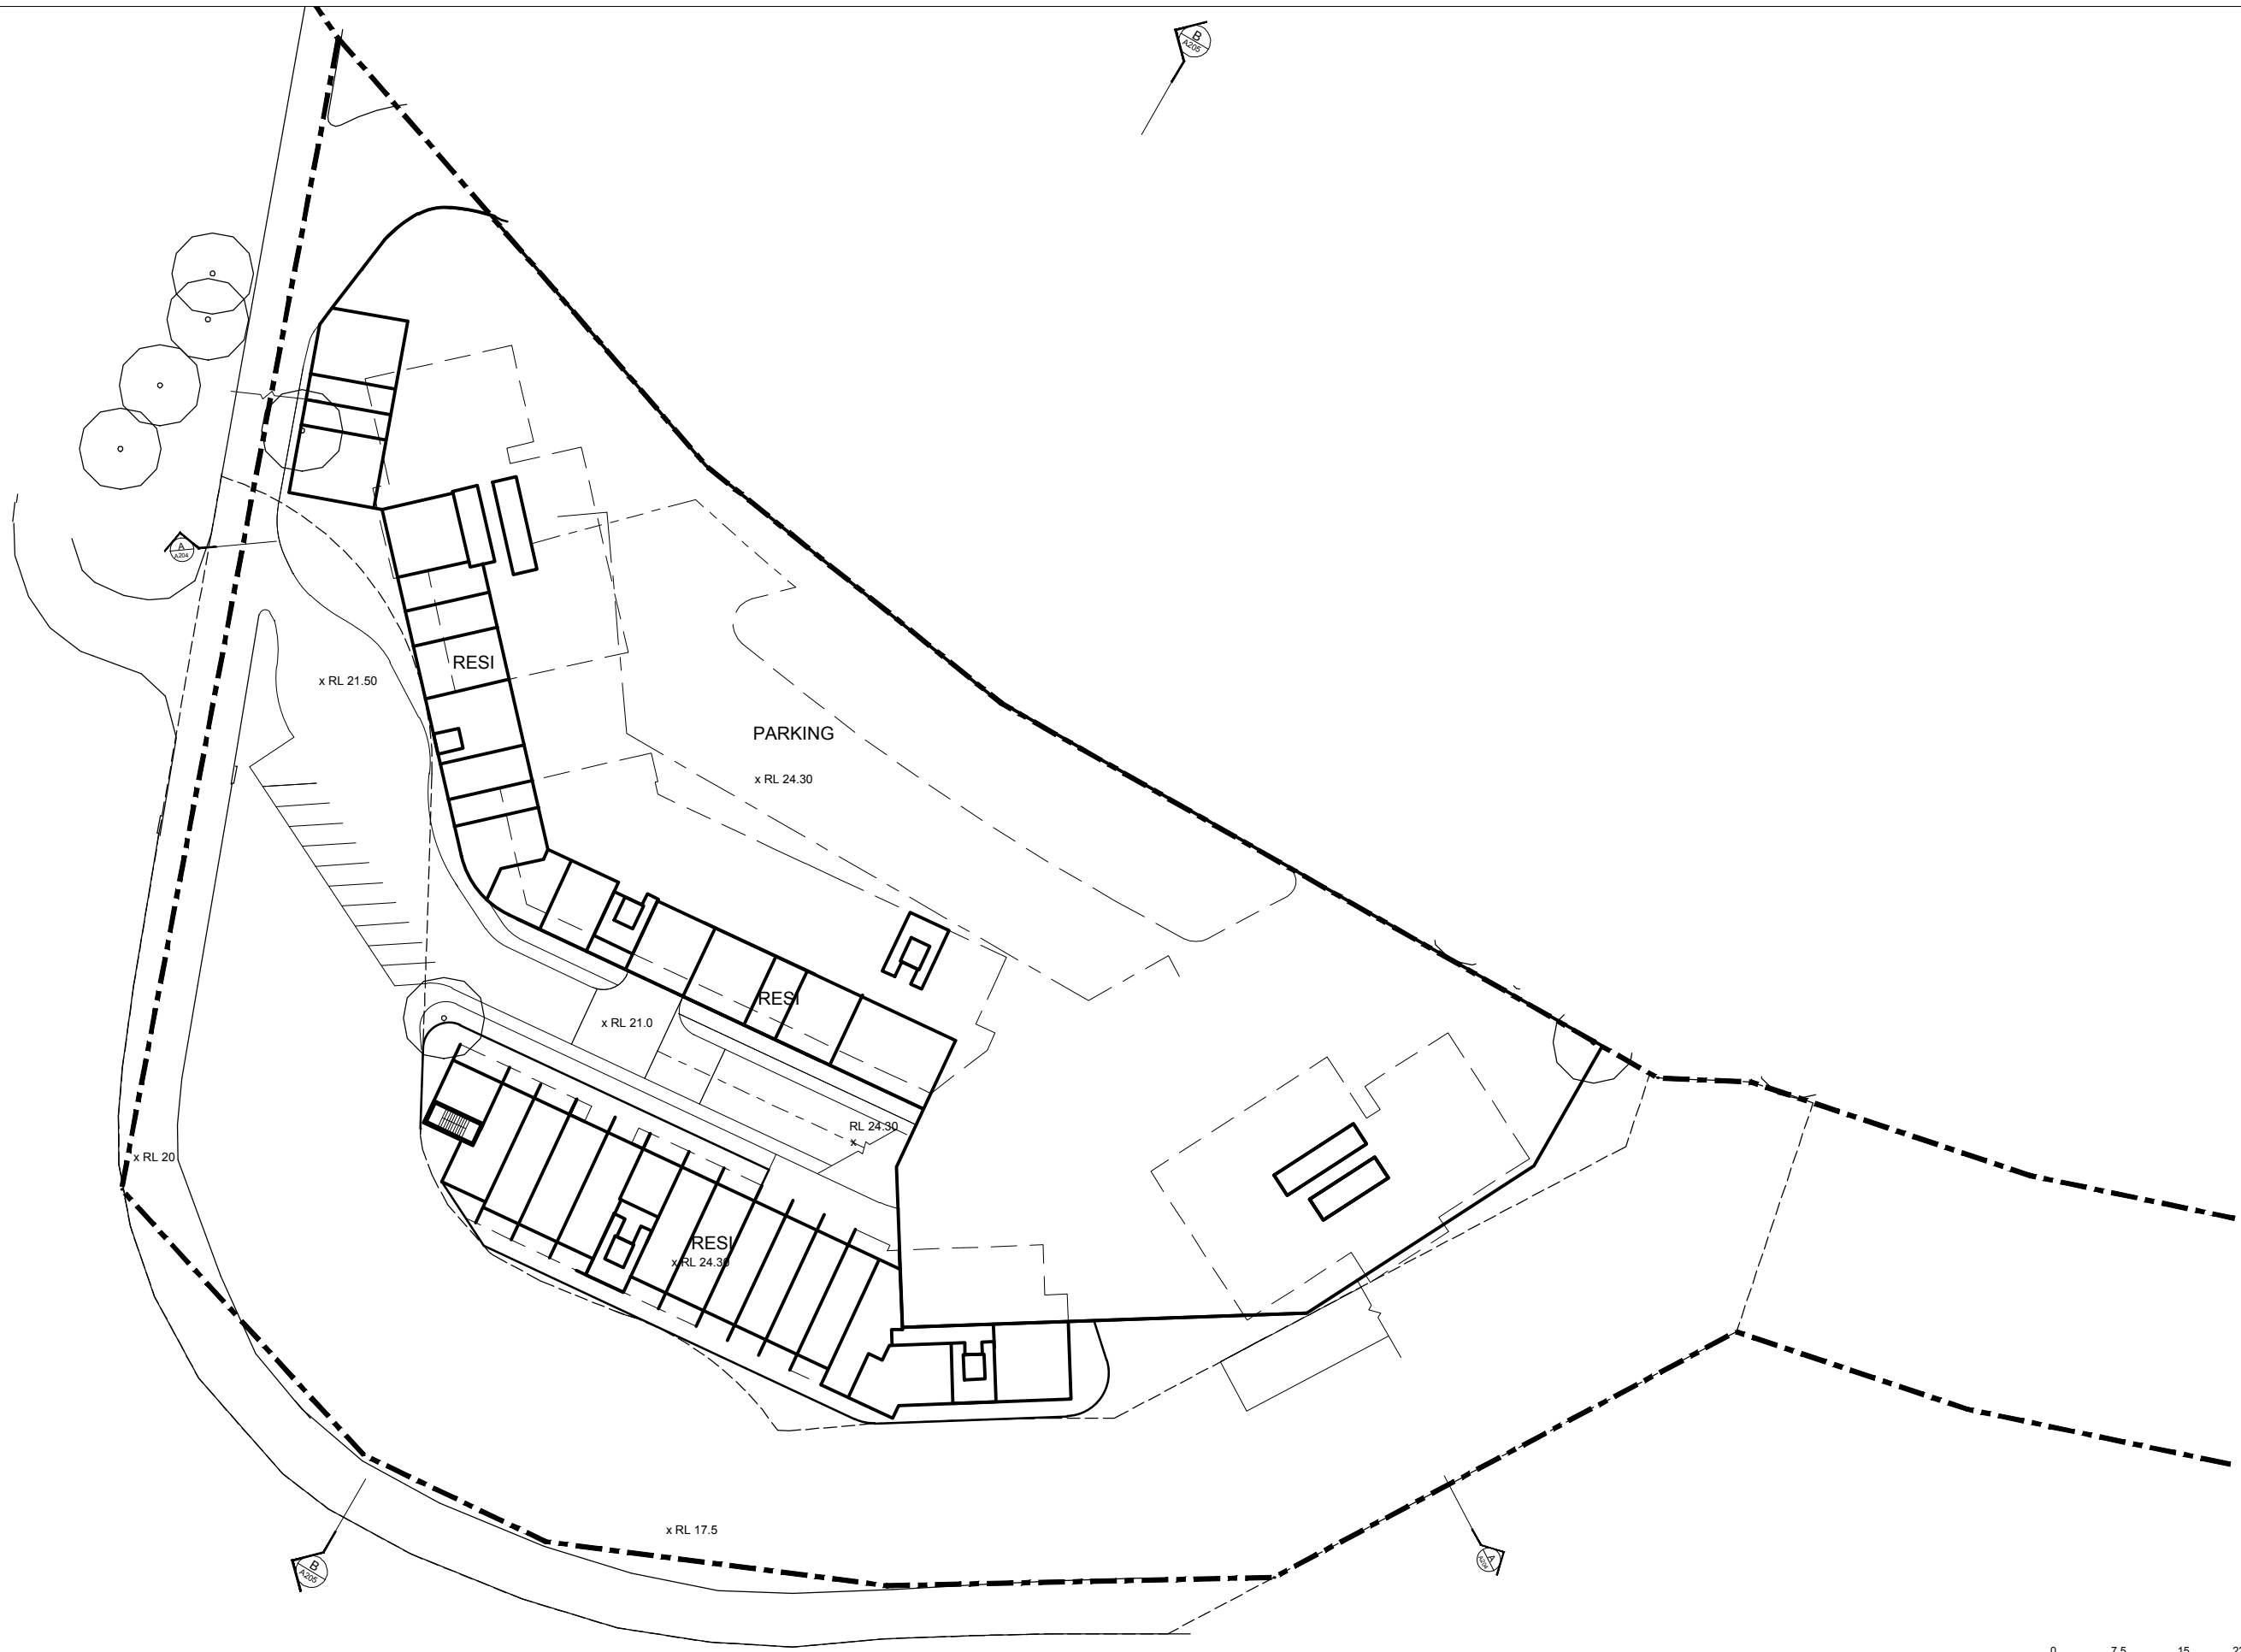 B
A205
A
A204
RESI
x RL 21.50
PARKING
x RL 24.30
RESI
x RL 21.0
RL 24.30
x
x RL 20
RESI
x RL 24.30
x RL 17.5
B
A205
A
A204
0 7.5 15